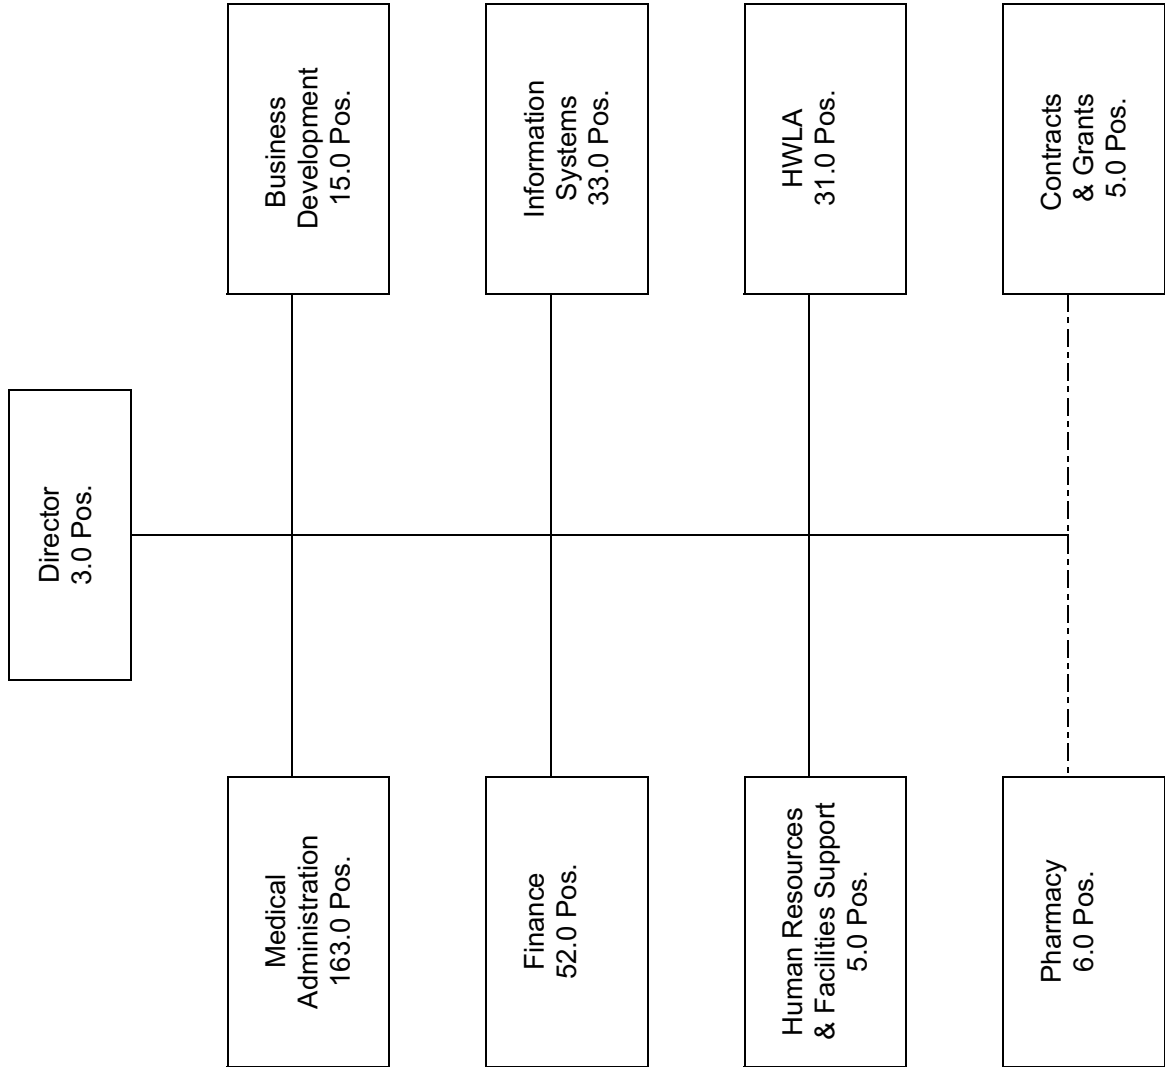 Director
3.0 Pos.
Medical
Administration
163.0 Pos.
Business
Development
15.0 Pos.
Finance
52.0 Pos.
Information
Systems
33.0 Pos.
Human Resources
& Facilities Support
5.0 Pos.
HWLA
31.0 Pos.
Pharmacy
6.0 Pos.
Contracts
& Grants
5.0 Pos.